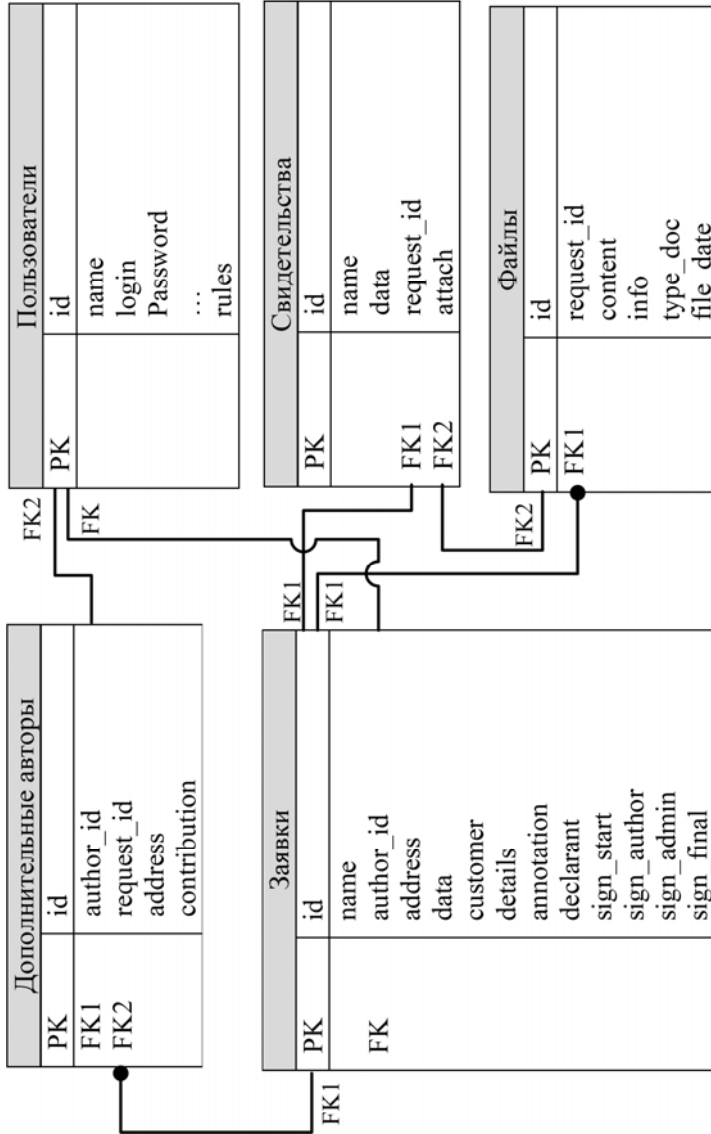 Дополнительные авторы
PK id
FK1 author_id
FK2 request_id
address
contribution
FK2
FK
Пользователи
PK id
name
login
Password
…
rules
FK1
Заявки
PK id
name
FK author_id
address
data
customer
details
annotation
declarant
sign_start
sign_author
sign_admin
sign_final
FK1
FK1
Свидетельства
PK id
name
data
FK1 request_id
FK2 attach
FK2
Файлы
PK id
FK1 request_id
content
info
type_doc
file_date